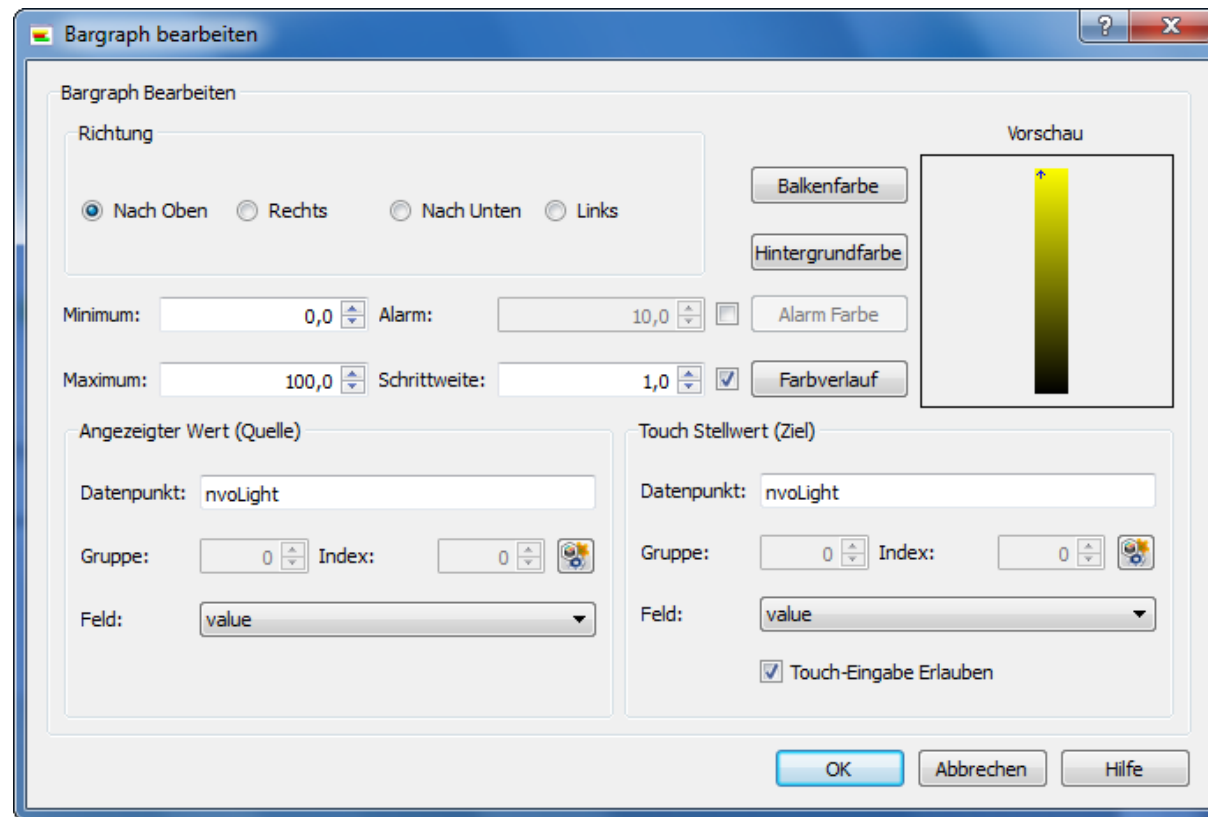 Bargraph bearbeiten
Bargraph Bearbeiten
Richtung
Vorschau
Nach Oben Rechts Nach Unten Links
Balkenfarbe
Hintergrundfarbe
Minimum: 0,0 Alarm: 10,0 Alarm Farbe
Maximum: 100,0 Schrittweite: 1,0 Farbverlauf
Angezeigter Wert (Quelle)
Datenpunkt: nvoLight
Gruppe: 0 Index: 0
Feld: value
Touch Stellwert (Ziel)
Datenpunkt: nvoLight
Gruppe: 0 Index: 0
Feld: value
Touch-Eingabe Erlauben
OK Abbrechen Hilfe